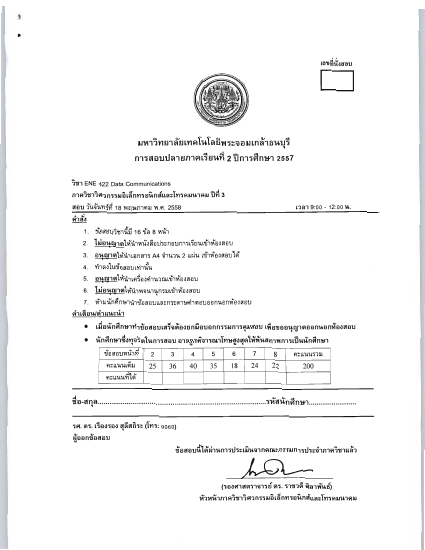 เลขที่นั่งสอบ
มหาวิทยาลัยเทคโนโลยีพระจอมเกล้าธนบุรี
การสอบปลายภาคเรียนที่ 2 ปีการศึกษา 2557
วิชา ENE 422 Data Communications
ภาควิชาวิศวกรรมอิเล็กทรอนิกส์และโทรคมนาคม ปีที่ 3
สอบ วันจันทร์ที่ 18 พฤษภาคม พ.ศ. 2558 เวลา 9:00 - 12:00 น.
คำสั่ง
1. ข้อสอบวิชานี้มี 16 ข้อ 8 หน้า
2. ไม่อนุญาตให้นำหนังสือประกอบการเรียนเข้าห้องสอบ
3. อนุญาตให้นำเอกสาร A4 จำนวน 2 แผ่น เข้าห้องสอบได้
4. ทำลงในข้อสอบเท่านั้น
5. อนุญาตให้นำเครื่องคำนวณเข้าห้องสอบ
6. ไม่อนุญาตให้นำพจนานุกรมเข้าห้องสอบ
7. ห้ามนักศึกษานำข้อสอบและกระดาษคำตอบออกนอกห้องสอบ
คำเตือน/คำแนะนำ
• เมื่อนักศึกษาทำข้อสอบเสร็จต้องยกมือบอกกรรมการคุมสอบ เพื่อขออนุญาตออกนอกห้องสอบ
• นักศึกษาซึ่งทุจริตในการสอบ อาจถูกพิจารณาโทษสูงสุดให้พ้นสภาพการเป็นนักศึกษา
ข้อสอบหน้าที่ 2 3 4 5 6 7 8 คะแนนรวม
คะแนนเต็ม 25 36 40 35 18 24 22 200
คะแนนที่ได้
ชื่อ-สกุล..........................................................รหัสนักศึกษา....................
รศ. ดร. เรืองรอง สุลีสถิระ (โทร: 9069)
ผู้ออกข้อสอบ
ข้อสอบนี้ได้ผ่านการประเมินจากคณะกรรมการประจำภาควิชาแล้ว
(รองศาสตราจารย์ ดร. ราชวดี ศิลาพันธ์)
หัวหน้าภาควิชาวิศวกรรมอิเล็กทรอนิกส์และโทรคมนาคม